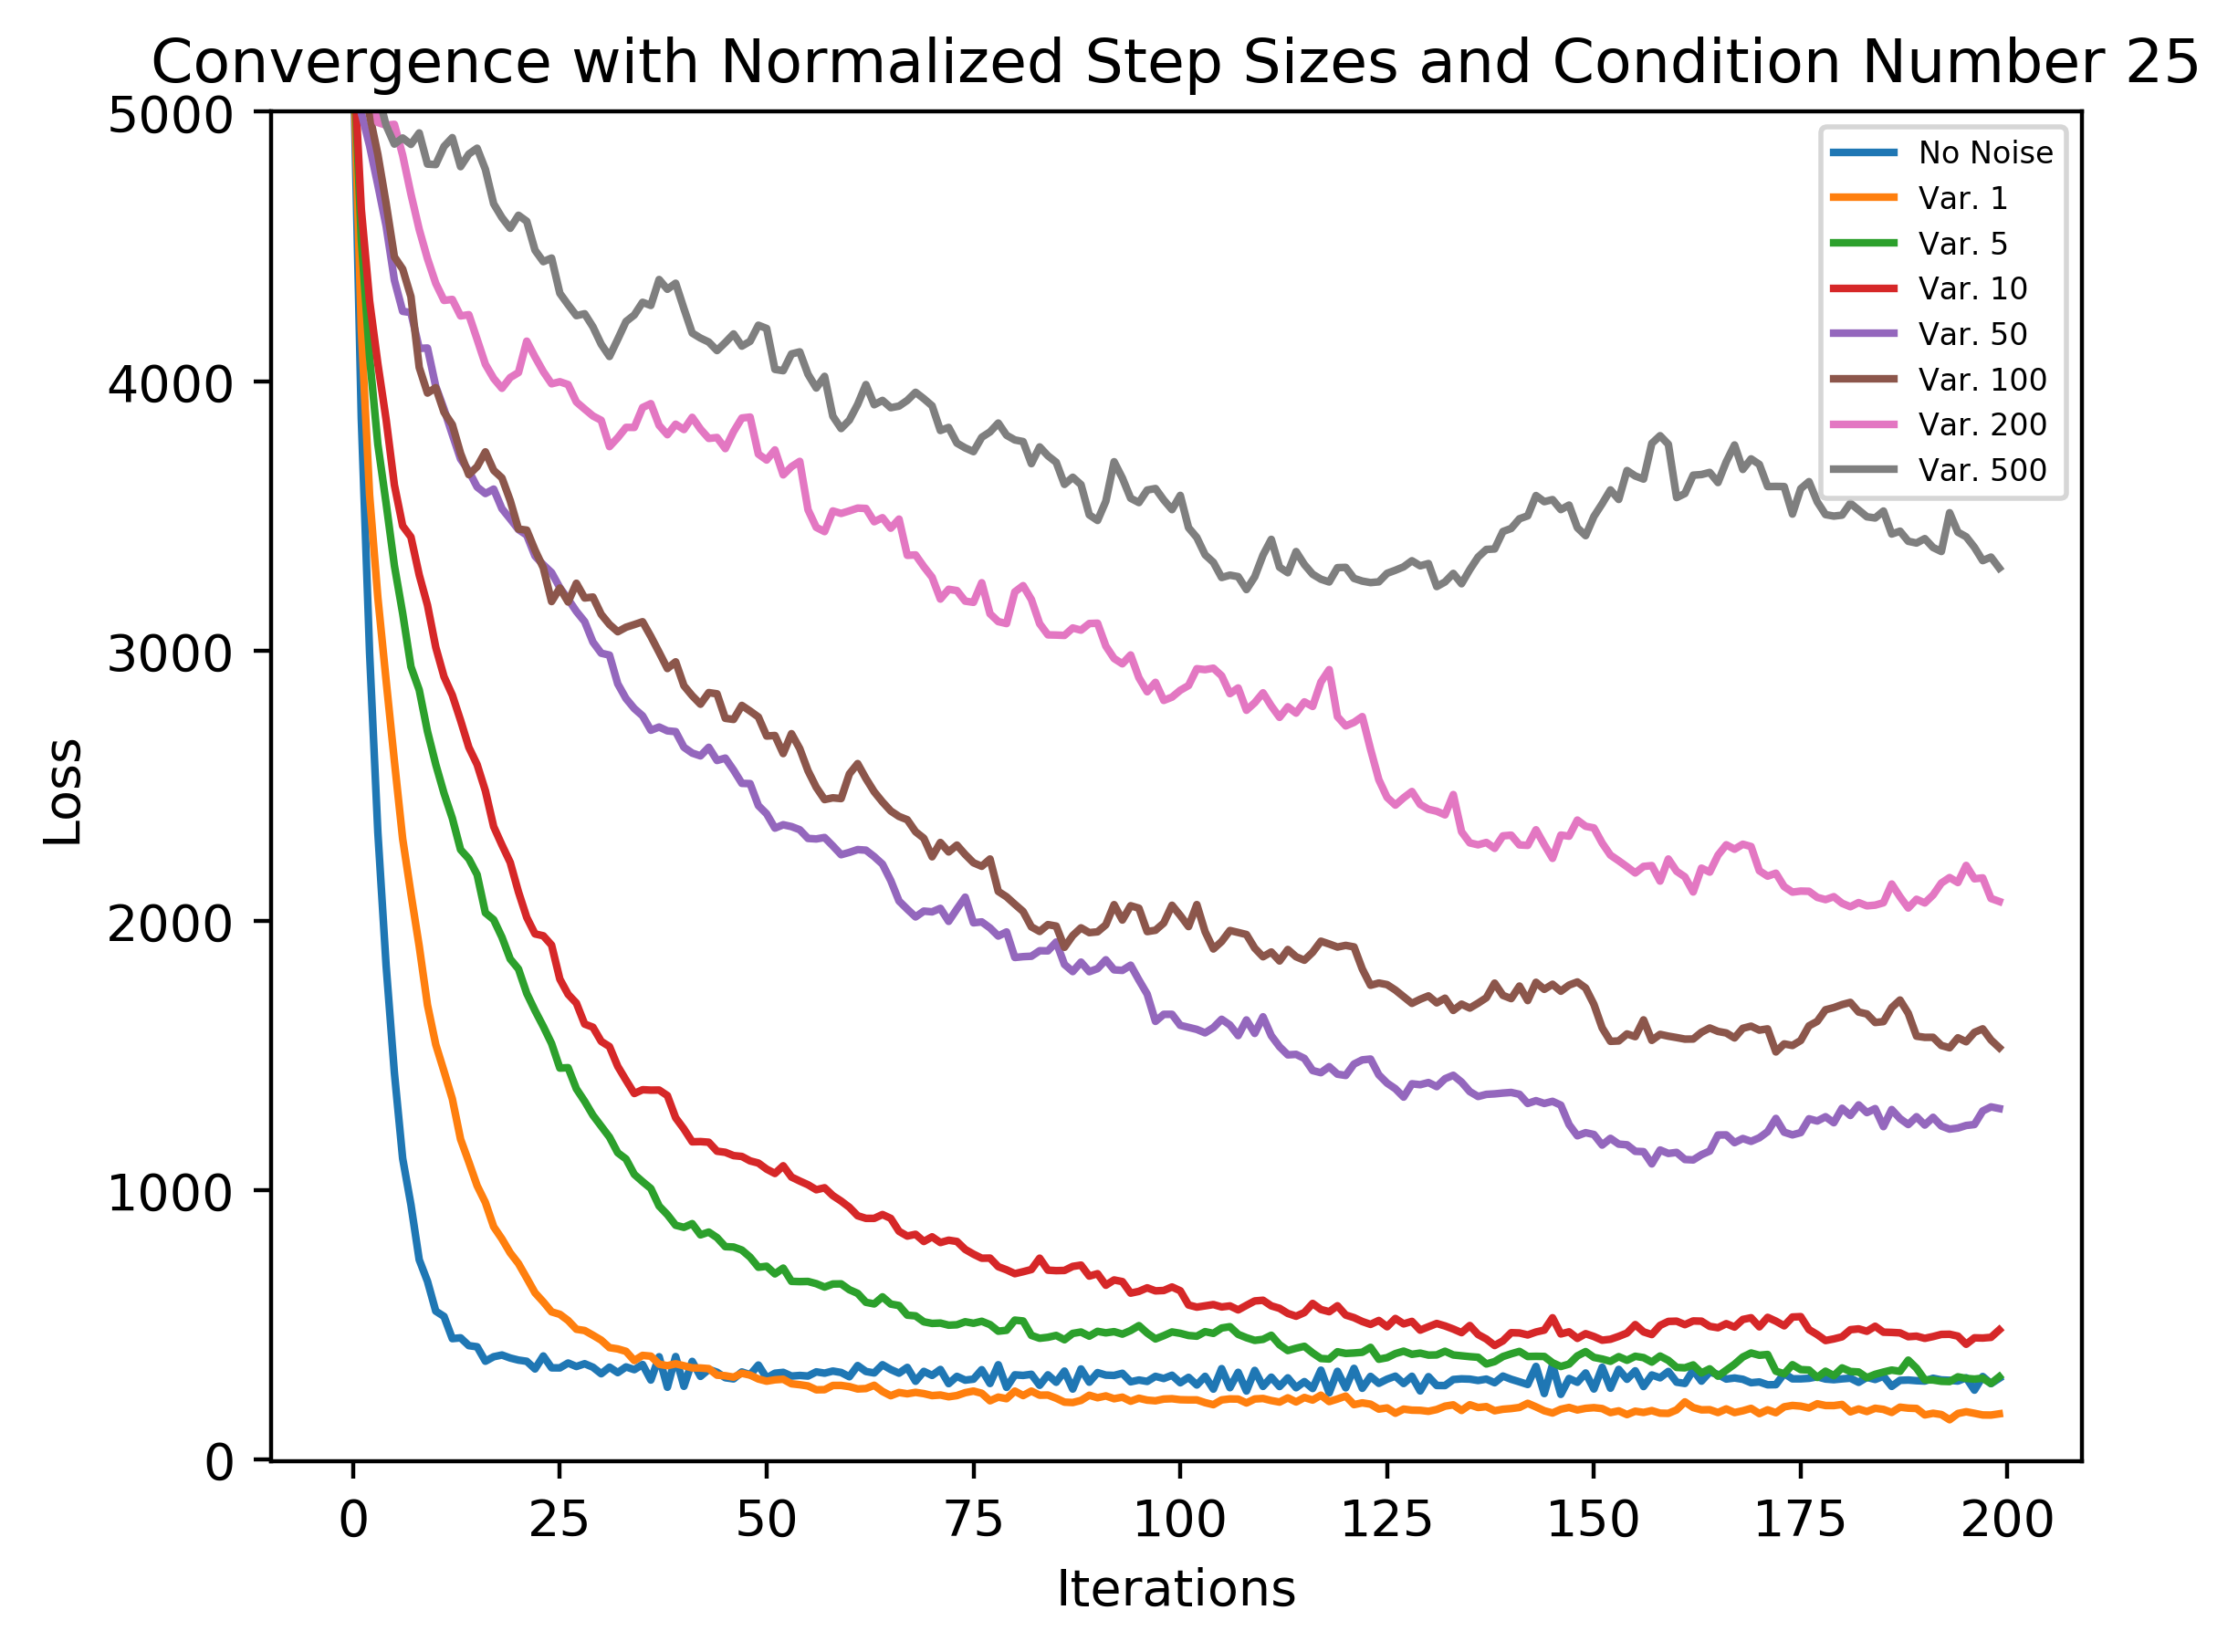 Convergence with Normalized Step Sizes and Condition Number 25
5000
4000
3000
2000
1000
0
Loss
No Noise
Var. 1
Var. 5
Var. 10
Var. 50
Var. 100
Var. 200
Var. 500
0 25 50 75 100 125 150 175 200
Iterations